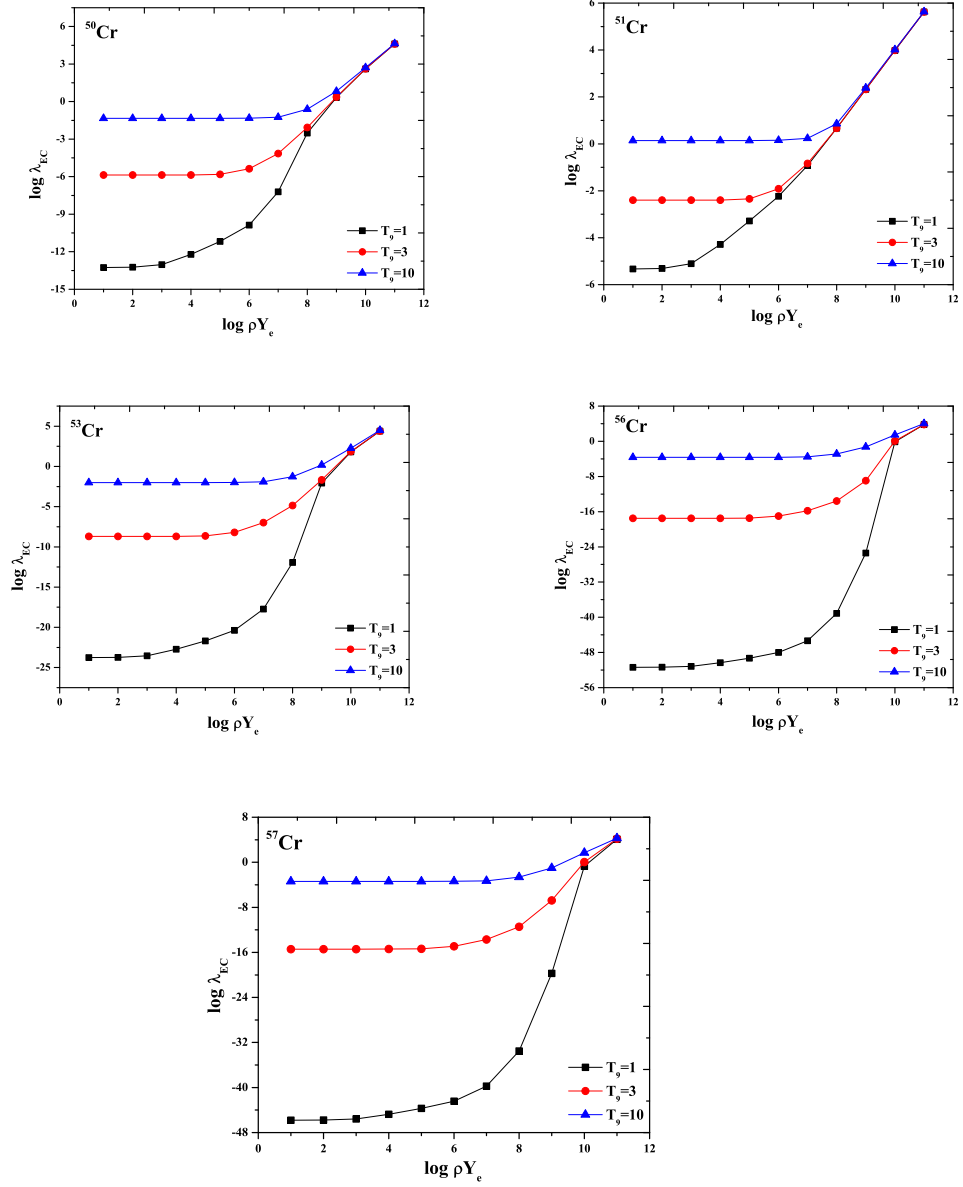 ⁵⁰Cr
6
3
0
-3
-6
-9
-12
-15
log λ_EC
T₉=1
T₉=3
T₉=10
0 2 4 6 8 10 12
log ρYₑ
⁵¹Cr
6
4
2
0
-2
-4
-6
log λ_EC
T₉=1
T₉=3
T₉=10
0 2 4 6 8 10 12
log ρYₑ
⁵³Cr
5
0
-5
-10
-15
-20
-25
log λ_EC
T₉=1
T₉=3
T₉=10
0 2 4 6 8 10 12
log ρYₑ
⁵⁶Cr
8
0
-8
-16
-24
-32
-40
-48
-56
log λ_EC
T₉=1
T₉=3
T₉=10
0 2 4 6 8 10 12
log ρYₑ
⁵⁷Cr
8
0
-8
-16
-24
-32
-40
-48
log λ_EC
T₉=1
T₉=3
T₉=10
0 2 4 6 8 10 12
log ρYₑ